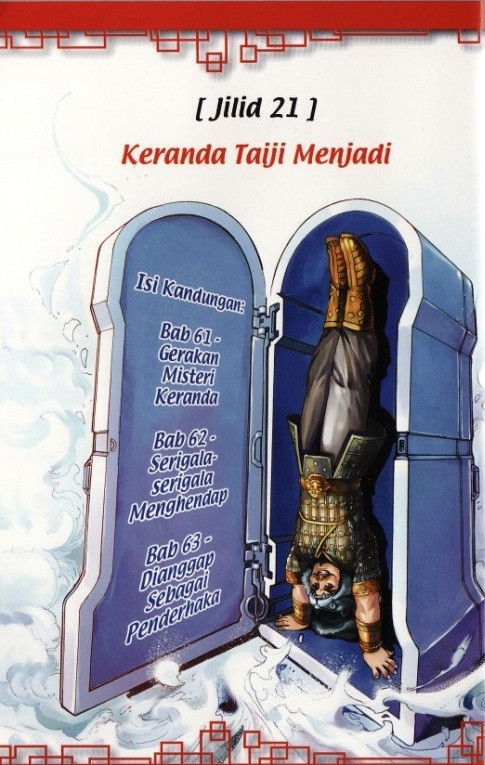 [ Jilid 21 ]
Keranda Taiji Menjadi
Isi Kandungan:
Bab 61 -
Gerakan
Misteri
Keranda
Bab 62 -
Serigala-
serigala
Menghendap
Bab 63 -
Dianggap
Sebagai
Penderhaka